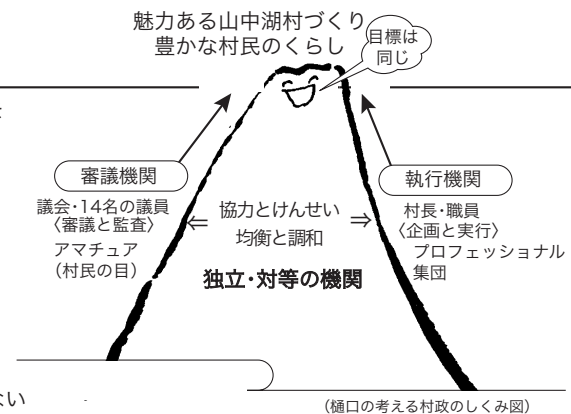 魅力ある山中湖村づくり
豊かな村民のくらし
目標は
同じ
審議機関
議会・14名の議員
〈審議と監査〉
アマチュア
（村民の目）
⇐ 協力とけんせい ⇒
均衡と調和
独立・対等の機関
執行機関
村長・職員
〈企画と実行〉
プロフェッショナル
集団
ない
（樋口の考える村政のしくみ図）